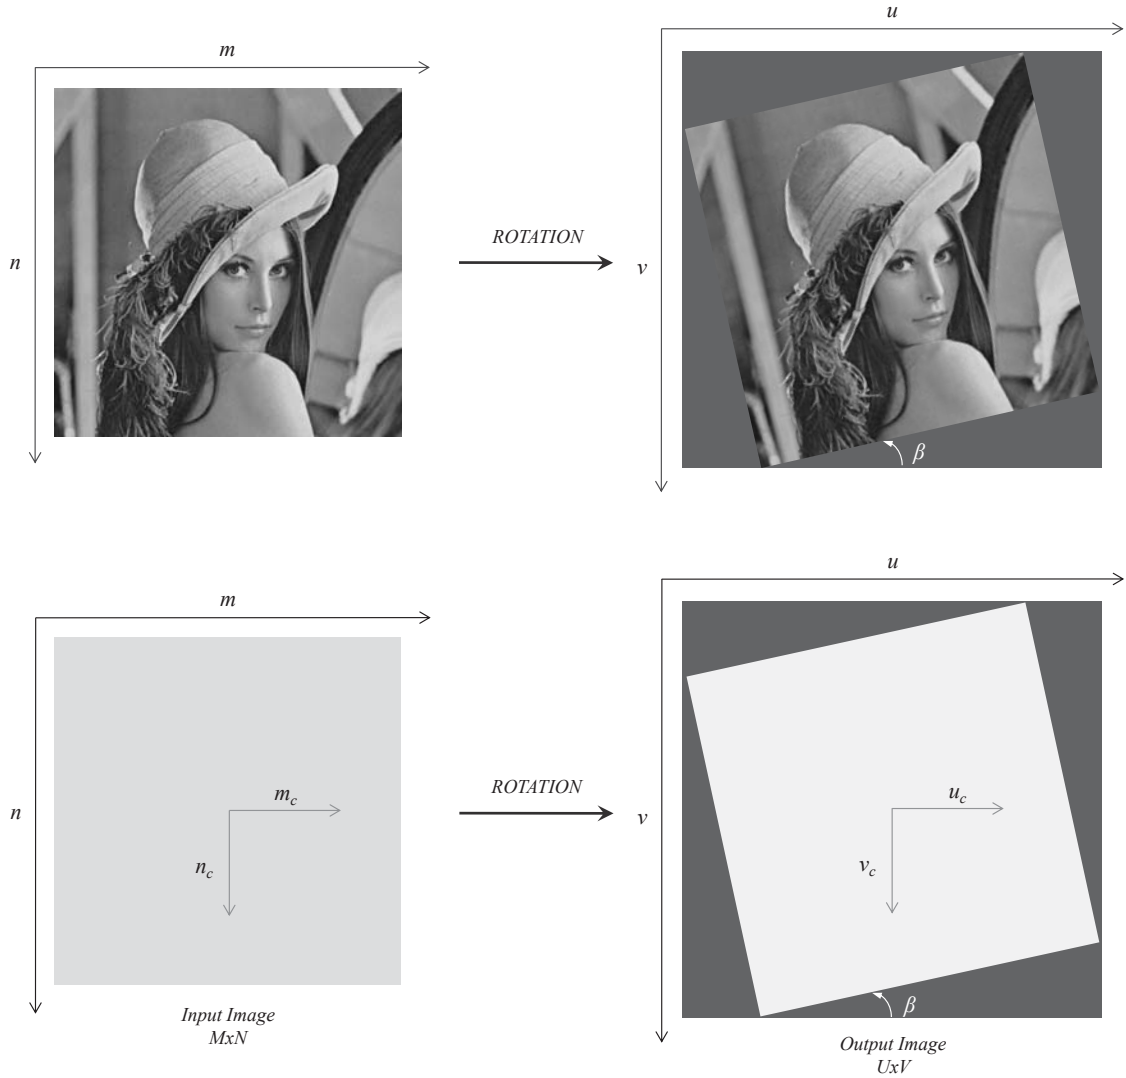 u
m
ROTATION
n
v
β
u
m
ROTATION
n
v
m_c
u_c
n_c
v_c
β
Input Image
MxN
Output Image
UxV